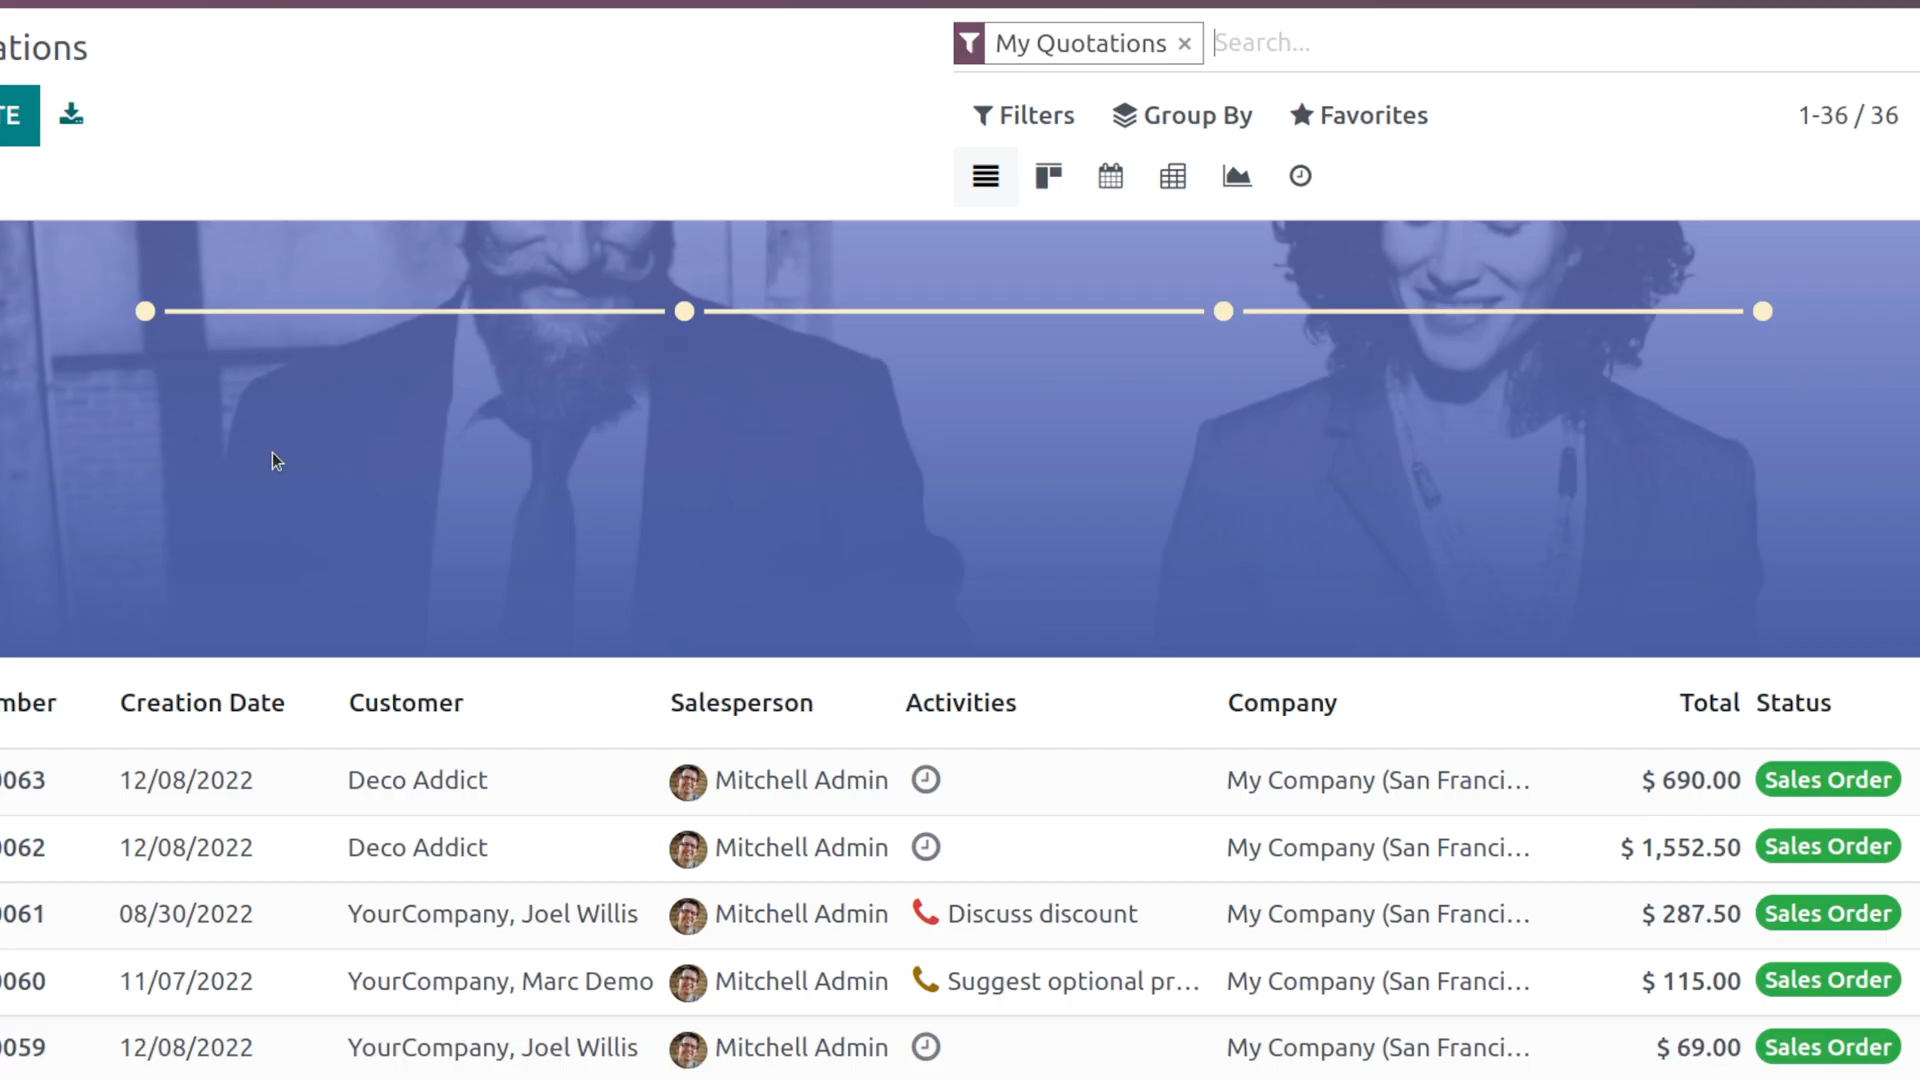 ations
My Quotations × Search...
TE
Filters Group By Favorites 1-36 / 36
mber Creation Date Customer Salesperson Activities Company Total Status
0063 12/08/2022 Deco Addict Mitchell Admin My Company (San Franci... $ 690.00 Sales Order
0062 12/08/2022 Deco Addict Mitchell Admin My Company (San Franci... $ 1,552.50 Sales Order
0061 08/30/2022 YourCompany, Joel Willis Mitchell Admin Discuss discount My Company (San Franci... $ 287.50 Sales Order
0060 11/07/2022 YourCompany, Marc Demo Mitchell Admin Suggest optional pr... My Company (San Franci... $ 115.00 Sales Order
0059 12/08/2022 YourCompany, Joel Willis Mitchell Admin My Company (San Franci... $ 69.00 Sales Order